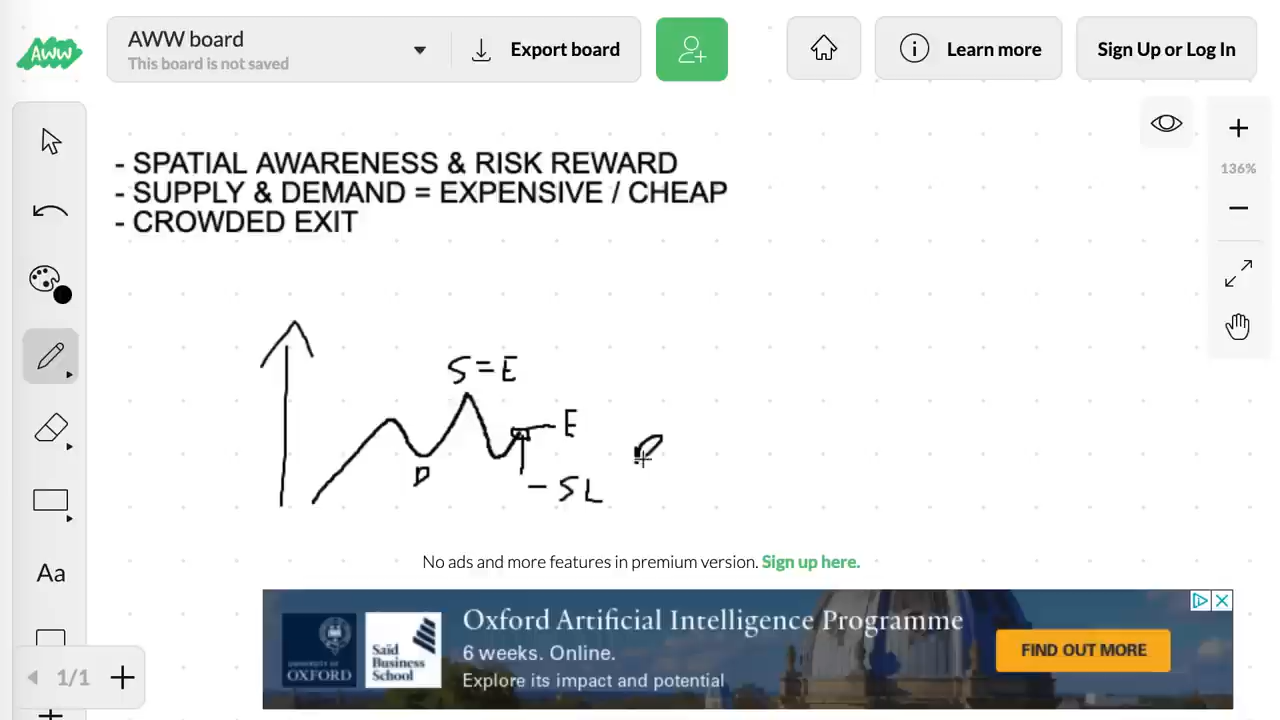 AWW
AWW board
This board is not saved
Export board
Learn more
Sign Up or Log In
136%
- SPATIAL AWARENESS & RISK REWARD
- SUPPLY & DEMAND = EXPENSIVE / CHEAP
- CROWDED EXIT
S = E
E
D
- SL
Aa
No ads and more features in premium version. Sign up here.
UNIVERSITY OF
OXFORD
Saïd
Business
School
Oxford Artificial Intelligence Programme
6 weeks. Online.
Explore its impact and potential
FIND OUT MORE
1/1